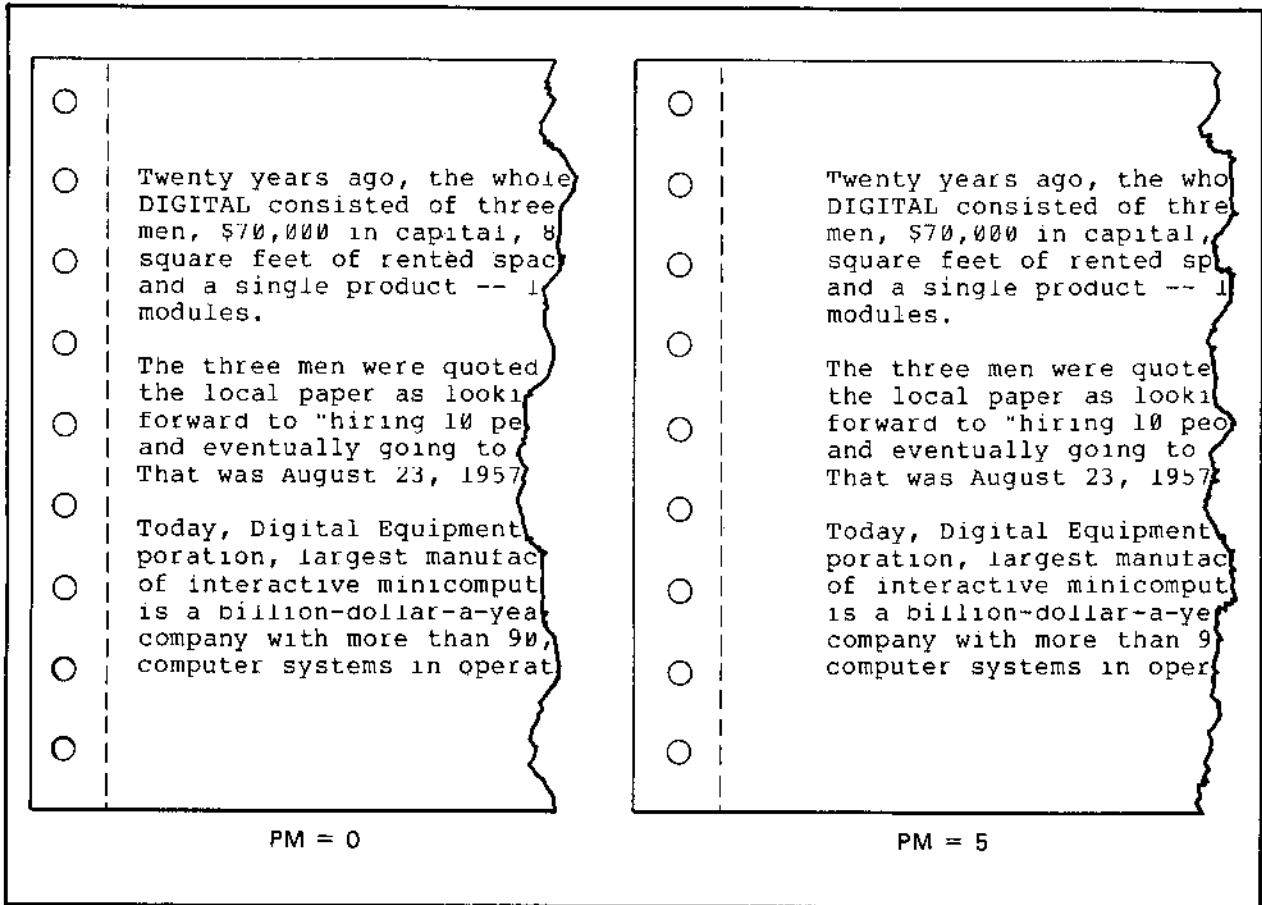 Twenty years ago, the whole
DIGITAL consisted of three
men, $70,000 in capital, 8
square feet of rented spac
and a single product -- l
modules.
The three men were quoted
the local paper as looki
forward to "hiring 10 pe
and eventually going to
That was August 23, 1957
Today, Digital Equipment
poration, largest manufac
of interactive minicomput
is a billion-dollar-a-yea
company with more than 90,
computer systems in operat
PM = 0
Twenty years ago, the who
DIGITAL consisted of thre
men, $70,000 in capital,
square feet of rented sp
and a single product -- l
modules.
The three men were quote
the local paper as looki
forward to "hiring 10 peo
and eventually going to
That was August 23, 1957
Today, Digital Equipment
poration, largest manufac
of interactive minicomput
is a billion-dollar-a-ye
company with more than 9
computer systems in oper
PM = 5